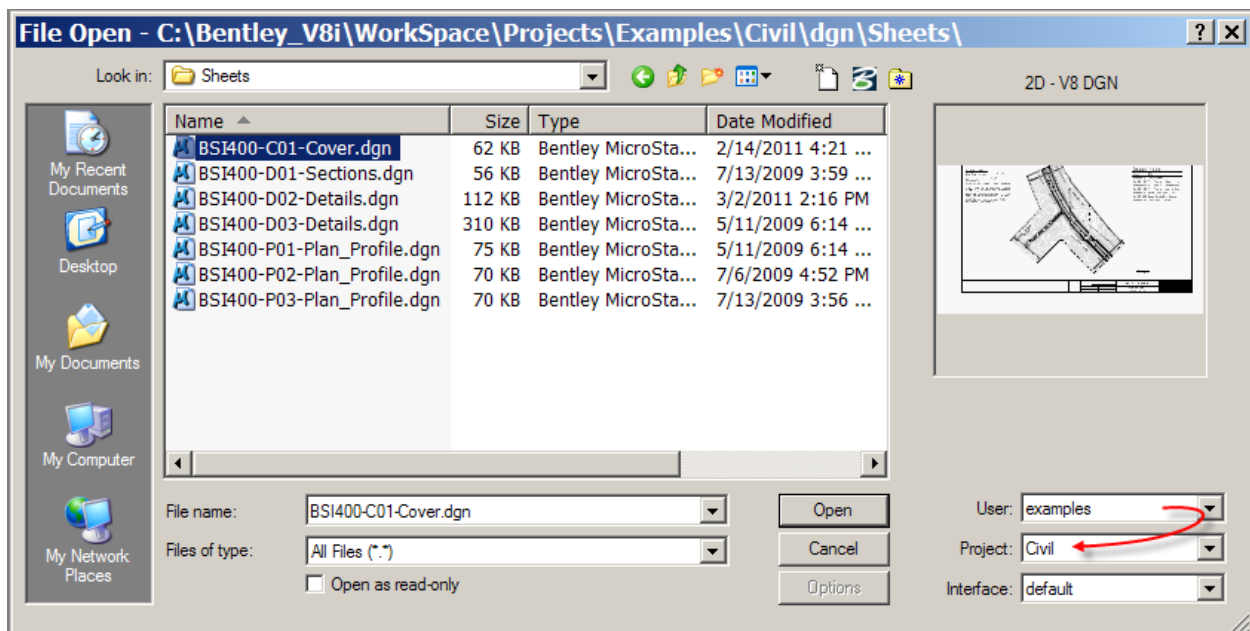 File Open - C:\Bentley_V8i\WorkSpace\Projects\Examples\Civil\dgn\Sheets\
Look in: Sheets
2D - V8 DGN
My Recent
Documents
Desktop
My Documents
My Computer
My Network
Places
Name Size Type Date Modified
BSI400-C01-Cover.dgn 62 KB Bentley MicroSta... 2/14/2011 4:21 ...
BSI400-D01-Sections.dgn 56 KB Bentley MicroSta... 7/13/2009 3:59 ...
BSI400-D02-Details.dgn 112 KB Bentley MicroSta... 3/2/2011 2:16 PM
BSI400-D03-Details.dgn 310 KB Bentley MicroSta... 5/11/2009 6:14 ...
BSI400-P01-Plan_Profile.dgn 75 KB Bentley MicroSta... 5/11/2009 6:14 ...
BSI400-P02-Plan_Profile.dgn 70 KB Bentley MicroSta... 7/6/2009 4:52 PM
BSI400-P03-Plan_Profile.dgn 70 KB Bentley MicroSta... 7/13/2009 3:56 ...
File name: BSI400-C01-Cover.dgn Open
Files of type: All Files (*.*) Cancel
Open as read-only Options
User: examples
Project: Civil
Interface: default